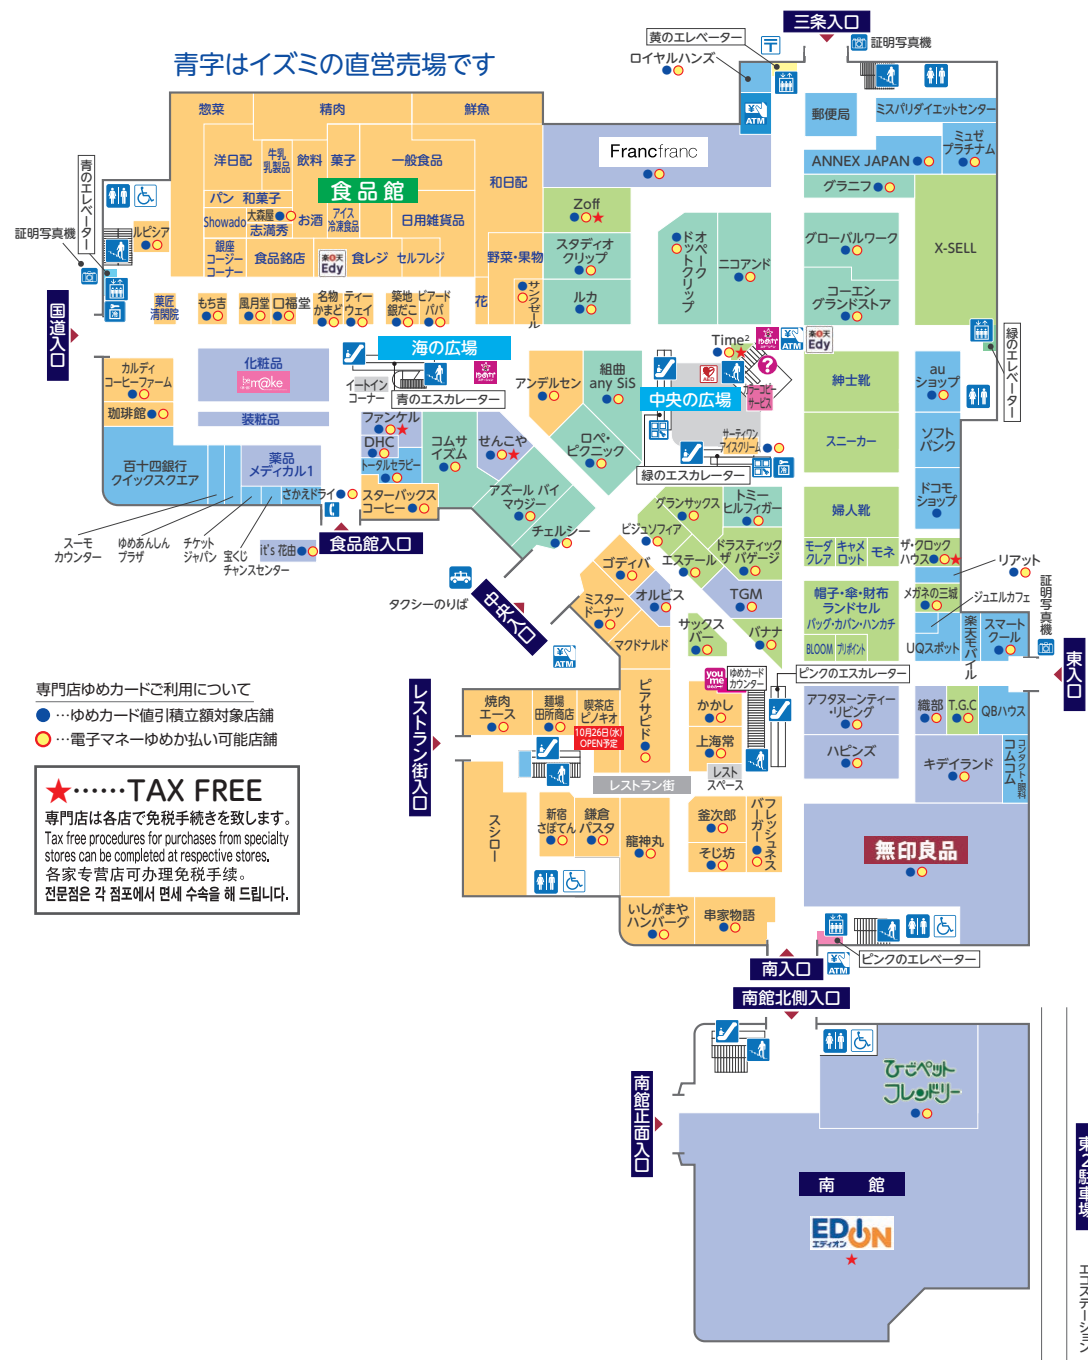 三条入口
黄のエレベーター
証明写真機
ロイヤルハンズ
青字はイズミの直営売場です
ATM
郵便局
ミスパリダイエットセンター
ミュゼ
プラチナム
ANNEX JAPAN
グラニフ
惣菜
精肉
鮮魚
洋日配
牛乳
乳製品
飲料
菓子
一般食品
和日配
食品館
パン 和菓子
Showado
大森屋
志満秀
お酒
アイス
冷凍食品
日用雑貨品
銀座
コージー
コーナー
食品銘店
楽天
Edy
食レジ
セルフレジ
野菜・果物
花
サンクゼール
青のエレベーター
証明写真機
ルピシア
国道入口
菓匠
清閑院
もち吉
風月堂
口福堂
名物
かまど
ティー
ウェイ
築地
銀だこ
ビアード
パパ
Francfranc
Zoff
スタディオ
クリップ
ルカ
オペーク
ドットクリップ
ニコアンド
グローバルワーク
コーエン
グランドストア
X-SELL
緑のエレベーター
カルディ
コーヒーファーム
珈琲館
化粧品
装粧品
海の広場
イートイン
コーナー
青のエスカレーター
アンデルセン
組曲
any SiS
Time²
ATM
楽天
Edy
AED
中央の広場
カラーコピー
サービス
サーティワン
アイスクリーム
緑のエスカレーター
紳士靴
スニーカー
婦人靴
au
ショップ
ソフト
バンク
ドコモ
ショップ
百十四銀行
クイックスクエア
薬品
メディカル1
さかえドライ
ファンケル
DHC
トータルセラピー
スターバックス
コーヒー
コムサ
イズム
せんこや
ロペ・
ピクニック
アズール バイ
マウジー
チェルシー
スーモ
カウンター
ゆめあんしん
プラザ
チケット
ジャパン
宝くじ
チャンスセンター
it's 花由
食品館入口
タクシーのりば
中央入口
ATM
グランサックス
ビジュソフィア
エステール
トミー
ヒルフィガー
ドラスティック
ザ バゲージ
TGM
バナナ
サックス
バー
ゴディバ
オルビス
ミスター
ドーナツ
マクドナルド
モーダ
クレア
キャメ
ロット
モネ
ザ・クロック
ハウス
リアット
メガネの三城
ジュエルカフェ
証明写真機
帽子・傘・財布
ランドセル
バッグ・カバン・ハンカチ
BLOOM
プリポイント
UQスポット
楽天モバイル
スマート
クール
東入口
専門店ゆめカードご利用について
…ゆめカード値引積立額対象店舗
…電子マネーゆめか払い可能店舗
★……TAX FREE
専門店は各店で免税手続きを致します。
Tax free procedures for purchases from specialty
stores can be completed at respective stores.
各家专营店可办理免税手续。
전문점은 각 점포에서 면세 수속을 해 드립니다.
レストラン街入口
焼肉
エース
麺場
田所商店
喫茶店
ピノキオ
10月26日(水)
OPEN予定
ピアサピド
you
me
ゆめカード
カウンター
ピンクのエスカレーター
かかし
上海常
レスト
スペース
レストラン街
アフタヌーンティー
・リビング
ハピンズ
織部
T.G.C
QBハウス
キデイランド
コンタクト・眼科
コムコム
スシロー
新宿
さぼてん
鎌倉
パスタ
龍神丸
釜次郎
そじ坊
フレッシュネス
バーガー
無印良品
いしがまや
ハンバーグ
串家物語
南入口
ATM
ピンクのエレベーター
南館北側入口
ひごペット
フレンドリー
南館正面入口
南 館
EDION
エディオン
東2駐車場
エコステーション